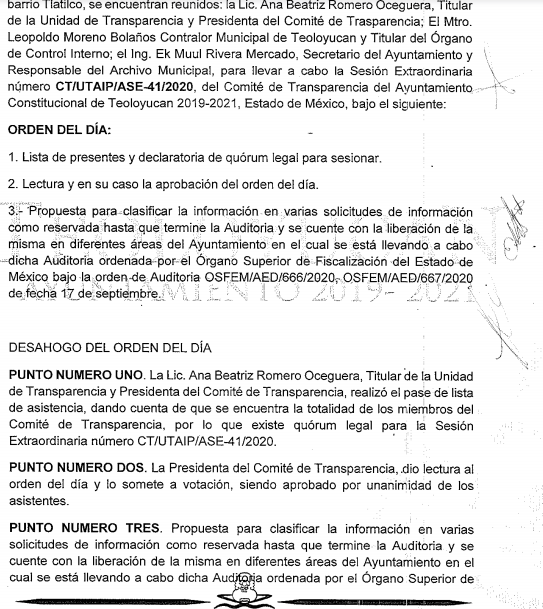 barrio Tlatilco, se encuentran reunidos: la Lic. Ana Beatriz Romero Oceguera, Titular
de la Unidad de Transparencia y Presidenta del Comité de Trasparencia; El Mtro.
Leopoldo Moreno Bolaños Contralor Municipal de Teoloyucan y Titular del Órgano
de Control Interno; el Ing. Ek Muul Rivera Mercado, Secretario del Ayuntamiento y
Responsable del Archivo Municipal, para llevar a cabo la Sesión Extraordinaria
número CT/UTAIP/ASE-41/2020, del Comité de Transparencia del Ayuntamiento
Constitucional de Teoloyucan 2019-2021, Estado de México, bajo el siguiente:
ORDEN DEL DÍA:
1. Lista de presentes y declaratoria de quórum legal para sesionar.
2. Lectura y en su caso la aprobación del orden del día.
3.- Propuesta para clasificar la información en varias solicitudes de información
como reservada hasta que termine la Auditoria y se cuente con la liberación de la
misma en diferentes áreas del Ayuntamiento en el cual se está llevando a cabo
dicha Auditoria ordenada por el Órgano Superior de Fiscalización del Estado de
México bajo la orden de Auditoria OSFEM/AED/666/2020, OSFEM/AED/667/2020
de fecha 17 de septiembre.
AYUNTAMIENTO 2019- 2021
DESAHOGO DEL ORDEN DEL DÍA
PUNTO NUMERO UNO. La Lic. Ana Beatriz Romero Oceguera, Titular de la Unidad
de Transparencia y Presidenta del Comité de Transparencia, realizó el pase de lista
de asistencia, dando cuenta de que se encuentra la totalidad de los miembros del
Comité de Transparencia, por lo que existe quórum legal para la Sesión
Extraordinaria número CT/UTAIP/ASE-41/2020.
PUNTO NUMERO DOS. La Presidenta del Comité de Transparencia, dio lectura al
orden del día y lo somete a votación, siendo aprobado por unanimidad de los
asistentes.
PUNTO NUMERO TRES. Propuesta para clasificar la información en varias
solicitudes de información como reservada hasta que termine la Auditoria y se
cuente con la liberación de la misma en diferentes áreas del Ayuntamiento en el
cual se está llevando a cabo dicha Auditoria ordenada por el Órgano Superior de